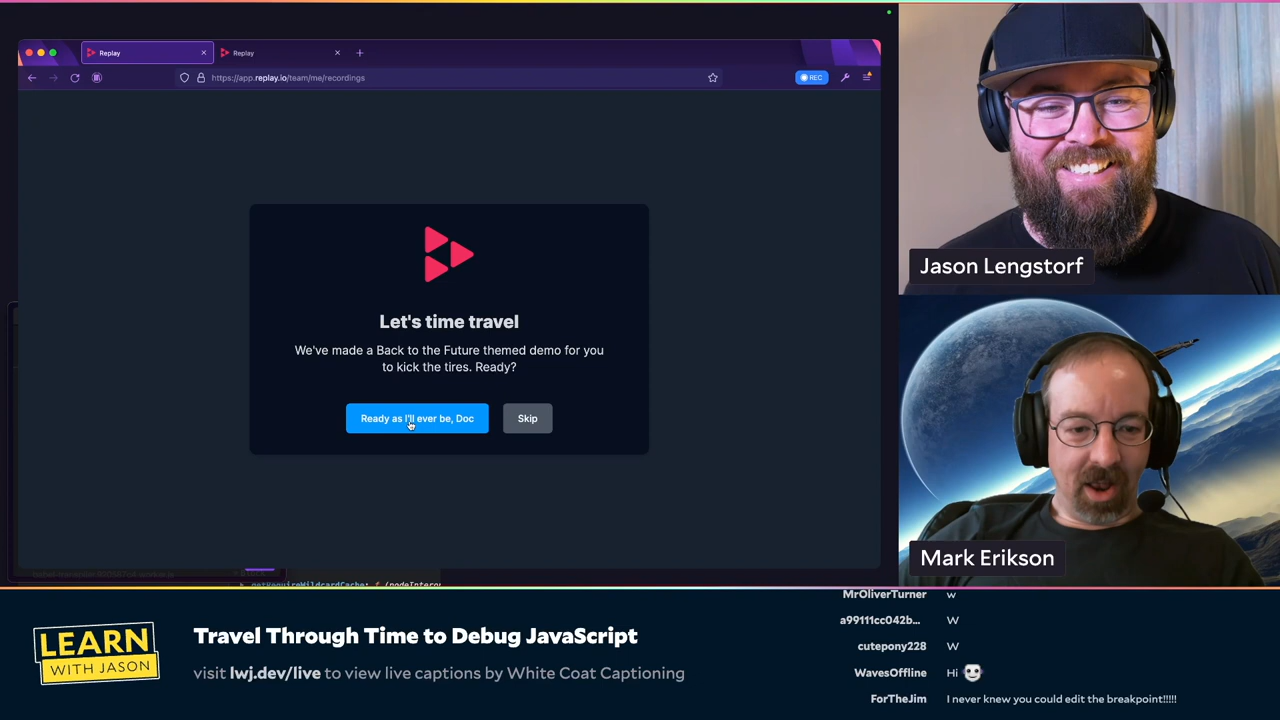 Replay
Replay
https://app.replay.io/team/me/recordings
REC
Let's time travel
We've made a Back to the Future themed demo for you
to kick the tires. Ready?
Ready as I'll ever be, Doc
Skip
Jason Lengstorf
Mark Erikson
LEARN
WITH JASON
Travel Through Time to Debug JavaScript
visit lwj.dev/live to view live captions by White Coat Captioning
MrOliverTurner w
a99111cc042b... W
cutepony228 W
WavesOffline Hi
ForTheJim I never knew you could edit the breakpoint!!!!!